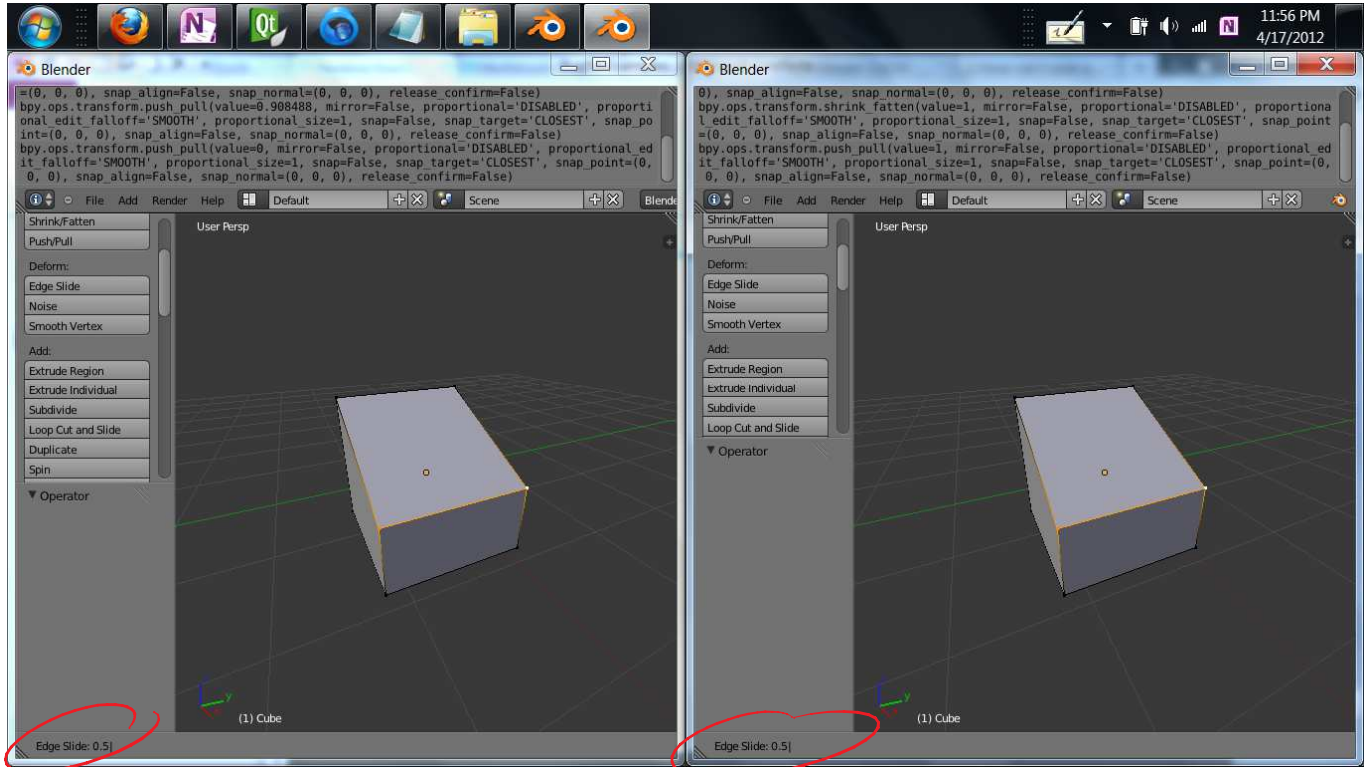 11:56 PM
4/17/2012
Blender
=(0, 0, 0), snap_align=False, snap_normal=(0, 0, 0), release_confirm=False)
bpy.ops.transform.push_pull(value=0.908488, mirror=False, proportional='DISABLED', proporti
onal_edit_falloff='SMOOTH', proportional_size=1, snap=False, snap_target='CLOSEST', snap_po
int=(0, 0, 0), snap_align=False, snap_normal=(0, 0, 0), release_confirm=False)
bpy.ops.transform.push_pull(value=0, mirror=False, proportional='DISABLED', proportional_ed
it_falloff='SMOOTH', proportional_size=1, snap=False, snap_target='CLOSEST', snap_point=(0,
0, 0), snap_align=False, snap_normal=(0, 0, 0), release_confirm=False)
File Add Render Help Default Scene Blende
Shrink/Fatten
Push/Pull
Deform:
Edge Slide
Noise
Smooth Vertex
Add:
Extrude Region
Extrude Individual
Subdivide
Loop Cut and Slide
Duplicate
Spin
Operator
User Persp
y
(1) Cube
Edge Slide: 0.5|
Blender
0), snap_align=False, snap_normal=(0, 0, 0), release_confirm=False)
bpy.ops.transform.shrink_fatten(value=1, mirror=False, proportional='DISABLED', proportiona
l_edit_falloff='SMOOTH', proportional_size=1, snap=False, snap_target='CLOSEST', snap_point
=(0, 0, 0), snap_align=False, snap_normal=(0, 0, 0), release_confirm=False)
bpy.ops.transform.push_pull(value=1, mirror=False, proportional='DISABLED', proportional_ed
it_falloff='SMOOTH', proportional_size=1, snap=False, snap_target='CLOSEST', snap_point=(0,
0, 0), snap_align=False, snap_normal=(0, 0, 0), release_confirm=False)
File Add Render Help Default Scene
Shrink/Fatten
Push/Pull
Deform:
Edge Slide
Noise
Smooth Vertex
Add:
Extrude Region
Extrude Individual
Subdivide
Loop Cut and Slide
Operator
User Persp
y
(1) Cube
Edge Slide: 0.5|